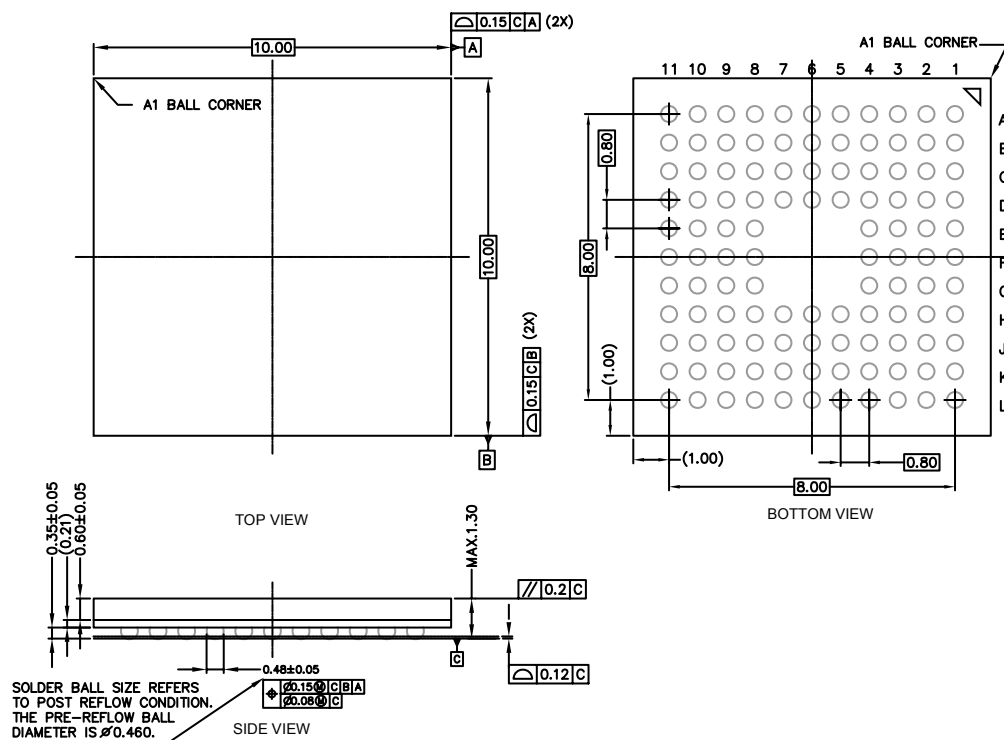 ⌓ 0.15 C A (2X)
10.00
A
A1 BALL CORNER
10.00
⌓ 0.15 C B (2X)
B
TOP VIEW
A1 BALL CORNER
11 10 9 8 7 6 5 4 3 2 1
A
D
F
H
J
K
L
0.80
8.00
(1.00)
(1.00)
0.80
8.00
BOTTOM VIEW
0.35±0.05
(0.21)
0.60±0.05
MAX.1.30
// 0.2 C
C
⌓ 0.12 C
0.48±0.05
⌖ Ø0.15Ⓜ C B A
Ø0.08Ⓜ C
SOLDER BALL SIZE REFERS
TO POST REFLOW CONDITION.
THE PRE-REFLOW BALL
DIAMETER IS Ø0.460.
SIDE VIEW